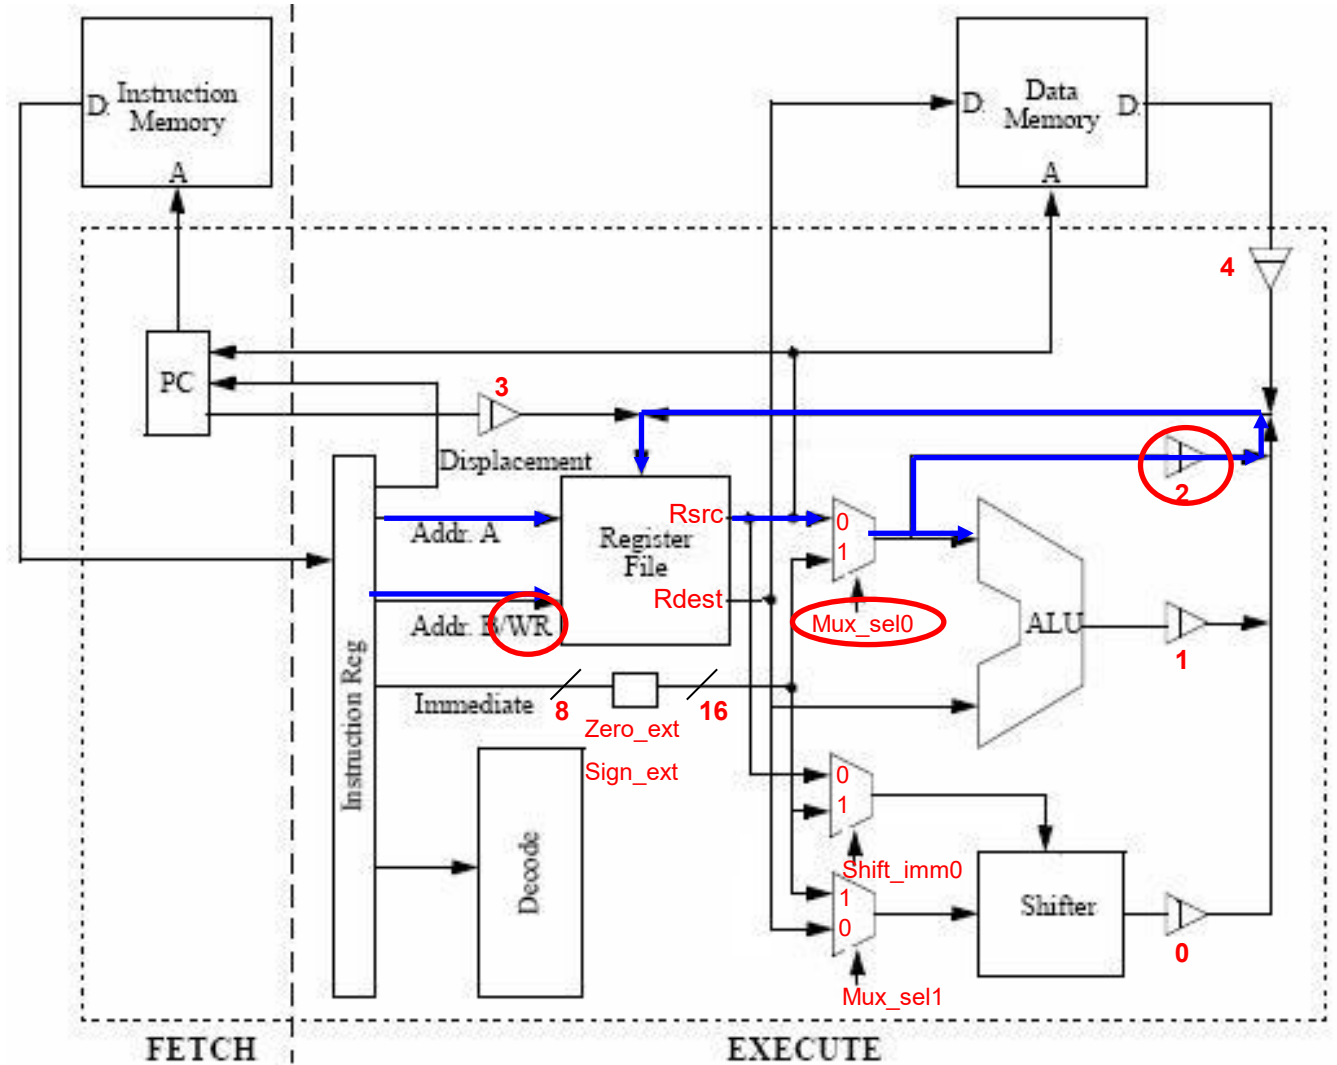 D.
Instruction
Memory
A
D.
Data
Memory
D.
A
4
PC
3
Displacement
2
Addr. A
Rsrc
Register
File
0
1
Rdest
Addr. B/WR
Mux_sel0
ALU
1
Immediate
8
16
Zero_ext
Sign_ext
Instruction Reg
Decode
0
1
Shift_imm0
1
0
Shifter
0
Mux_sel1
FETCH
EXECUTE